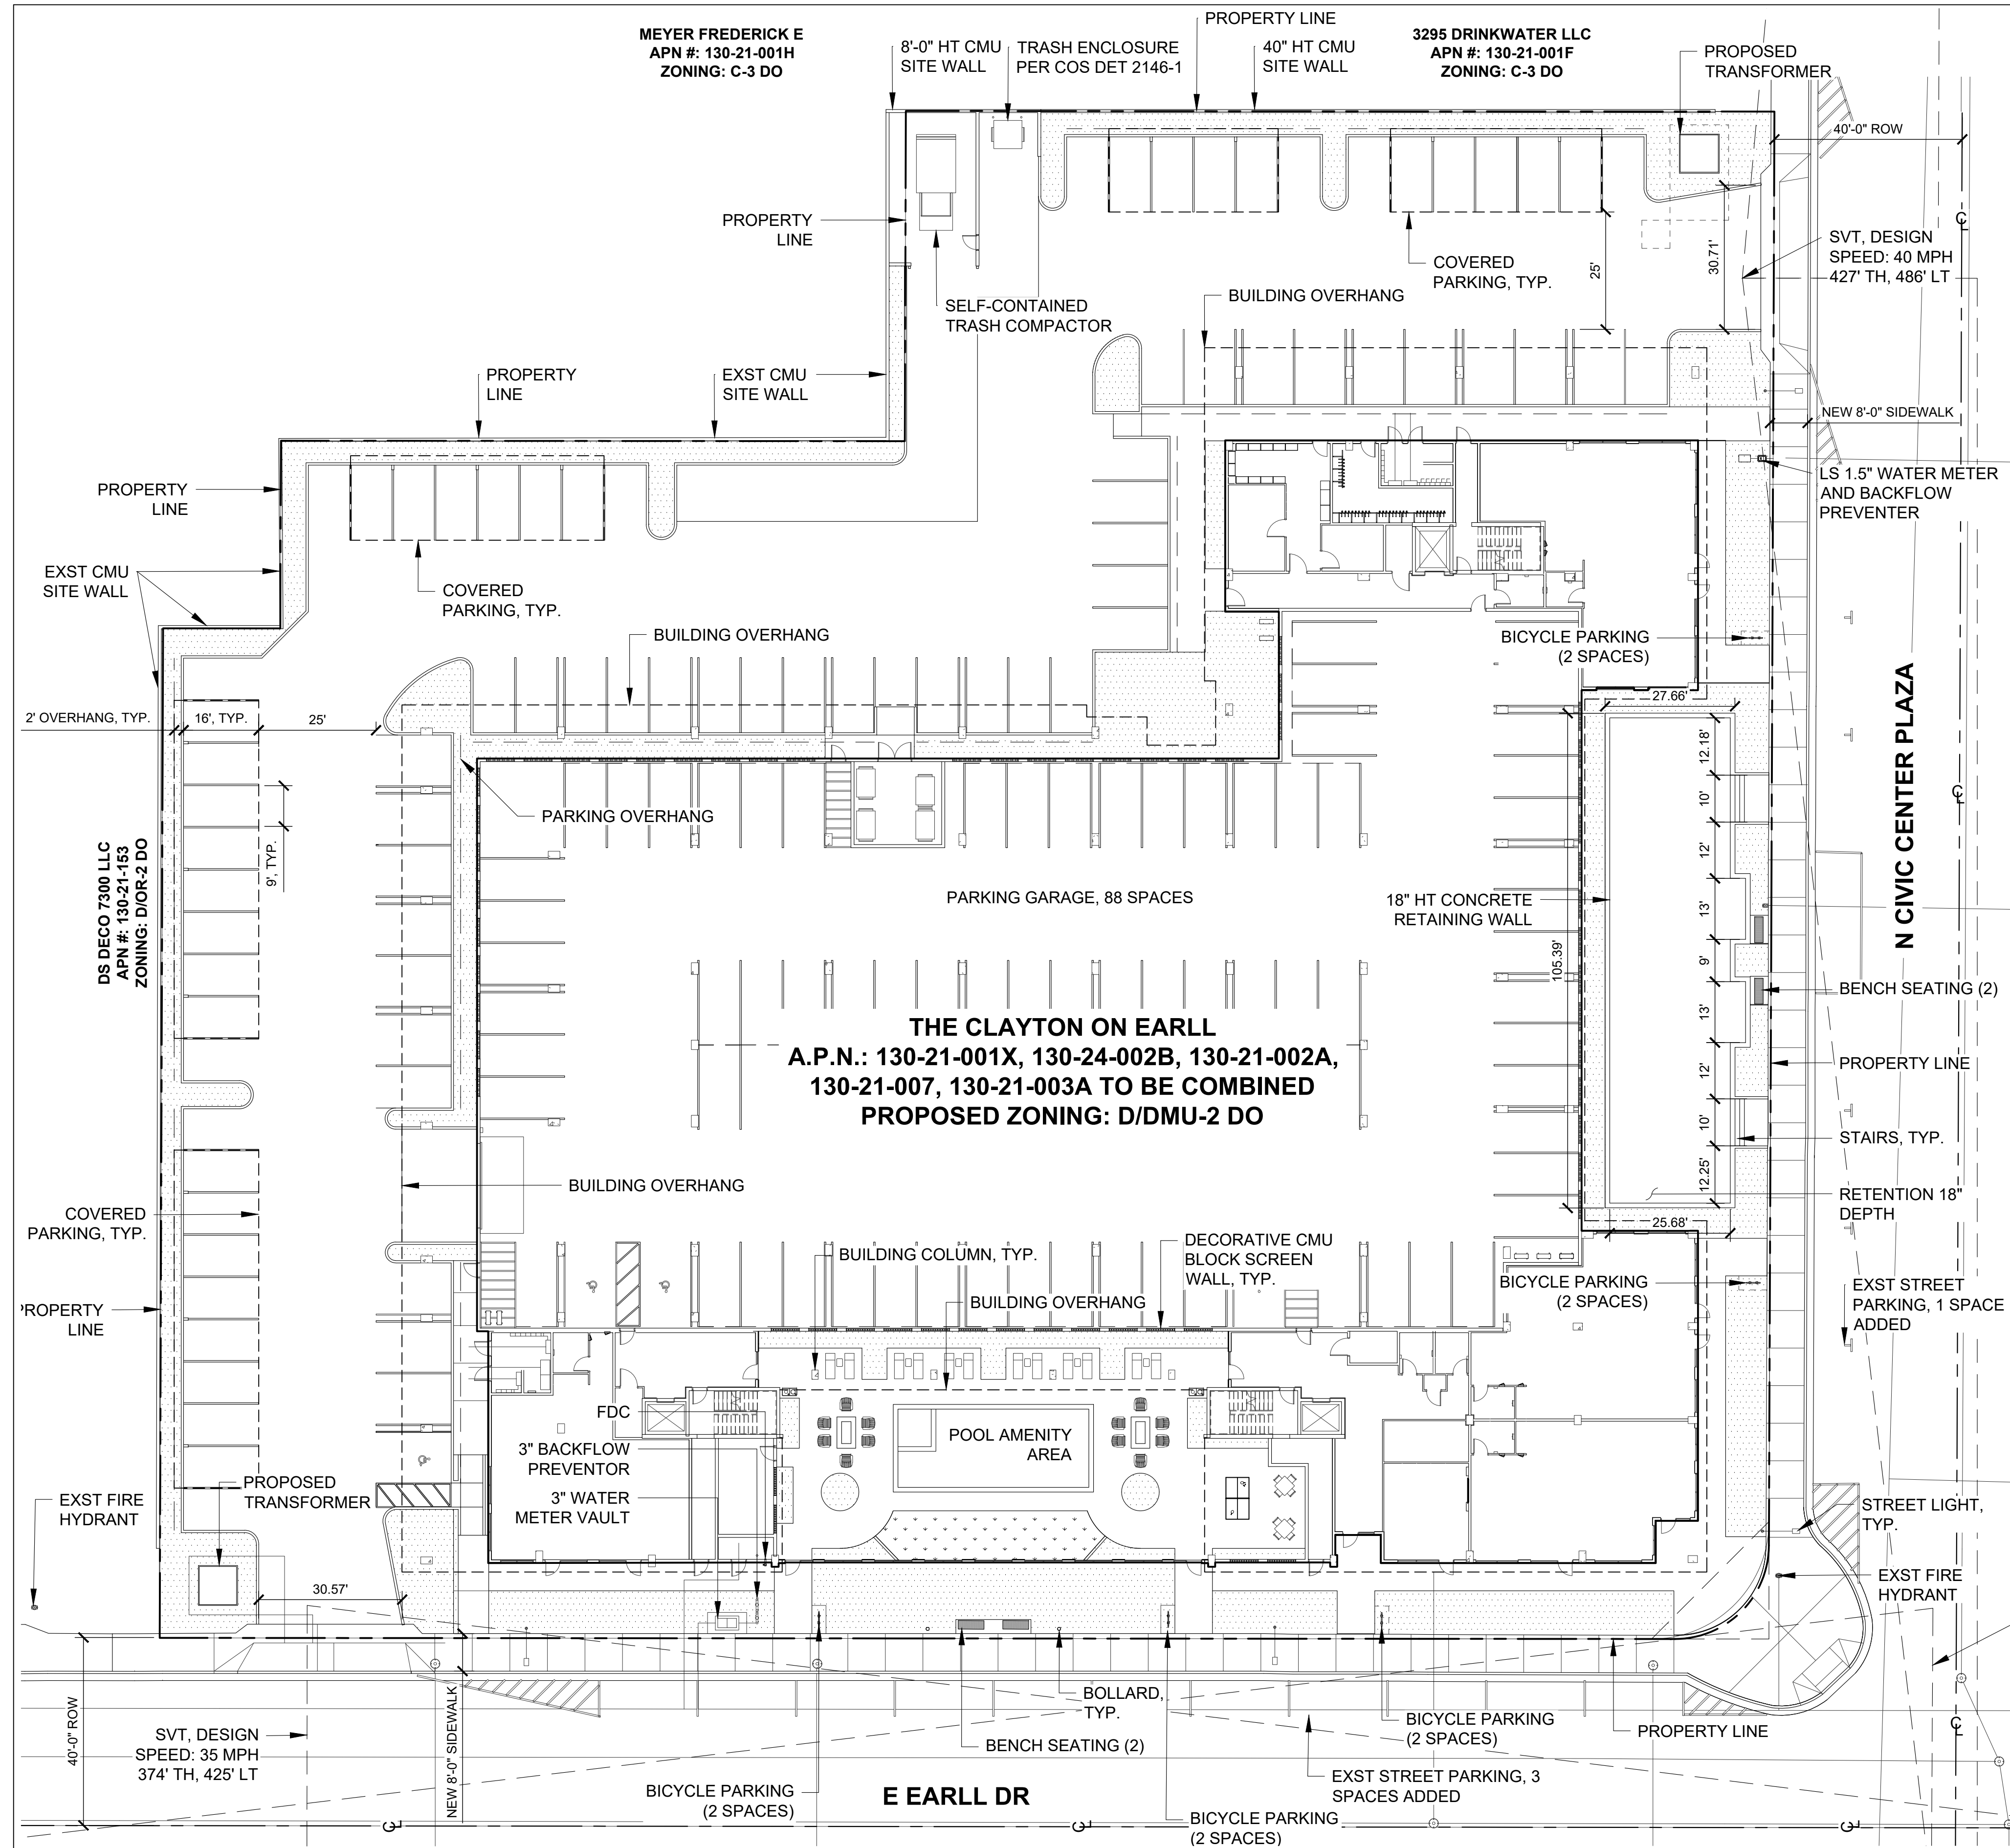 MEYER FREDERICK E
APN #: 130-21-001H
ZONING: C-3 DO
8'-0" HT CMU
SITE WALL
TRASH ENCLOSURE
PER COS DET 2146-1
PROPERTY LINE
40" HT CMU
SITE WALL
3295 DRINKWATER LLC
APN #: 130-21-001F
ZONING: C-3 DO
PROPOSED
TRANSFORMER
40'-0" ROW
PROPERTY
LINE
COVERED
PARKING, TYP.
25'
30.71'
SVT, DESIGN
SPEED: 40 MPH
427' TH, 486' LT
SELF-CONTAINED
TRASH COMPACTOR
BUILDING OVERHANG
PROPERTY
LINE
EXST CMU
SITE WALL
NEW 8'-0" SIDEWALK
PROPERTY
LINE
LS 1.5" WATER METER
AND BACKFLOW
PREVENTER
EXST CMU
SITE WALL
COVERED
PARKING, TYP.
BUILDING OVERHANG
BICYCLE PARKING
(2 SPACES)
2' OVERHANG, TYP.
16', TYP.
25'
27.66'
N CIVIC CENTER PLAZA
12.18'
10'
12'
13'
9'
13'
12'
10'
12.25'
105.39'
PARKING OVERHANG
9', TYP.
DS DECO 7300 LLC
APN #: 130-21-153
ZONING: D/OR-2 DO
PARKING GARAGE, 88 SPACES
18" HT CONCRETE
RETAINING WALL
BENCH SEATING (2)
THE CLAYTON ON EARLL
A.P.N.: 130-21-001X, 130-24-002B, 130-21-002A,
130-21-007, 130-21-003A TO BE COMBINED
PROPOSED ZONING: D/DMU-2 DO
PROPERTY LINE
STAIRS, TYP.
BUILDING OVERHANG
RETENTION 18"
DEPTH
COVERED
PARKING, TYP.
25.68'
BUILDING COLUMN, TYP.
DECORATIVE CMU
BLOCK SCREEN
WALL, TYP.
BICYCLE PARKING
(2 SPACES)
EXST STREET
PARKING, 1 SPACE
ADDED
PROPERTY
LINE
BUILDING OVERHANG
FDC
3" BACKFLOW
PREVENTOR
POOL AMENITY
AREA
3" WATER
METER VAULT
PROPOSED
TRANSFORMER
EXST FIRE
HYDRANT
STREET LIGHT,
TYP.
30.57'
EXST FIRE
HYDRANT
40'-0" ROW
NEW 8'-0" SIDEWALK
SVT, DESIGN
SPEED: 35 MPH
374' TH, 425' LT
BOLLARD,
TYP.
BENCH SEATING (2)
BICYCLE PARKING
(2 SPACES)
PROPERTY LINE
BICYCLE PARKING
(2 SPACES)
E EARLL DR
EXST STREET PARKING, 3
SPACES ADDED
BICYCLE PARKING
(2 SPACES)